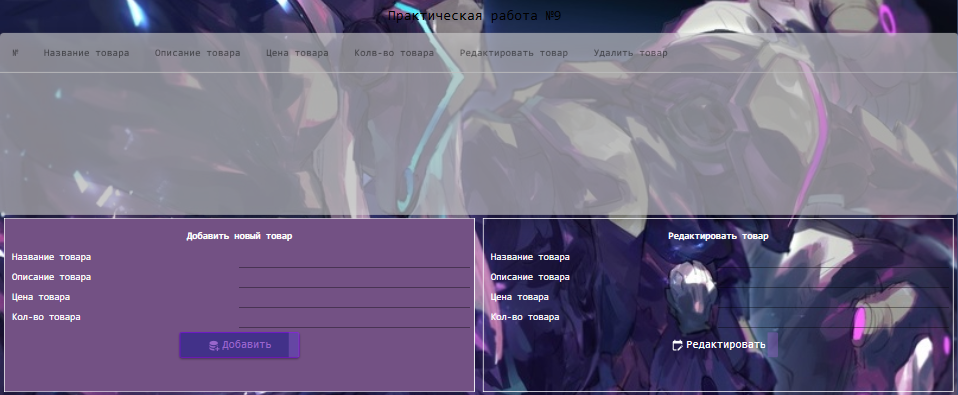 Практическая работа №9
№ Название товара Описание товара Цена товара Колв-во товара Редактировать товар Удалить товар
Добавить новый товар
Название товара
Описание товара
Цена товара
Кол-во товара
Добавить
Редактировать товар
Название товара
Описание товара
Цена товара
Кол-во товара
Редактировать